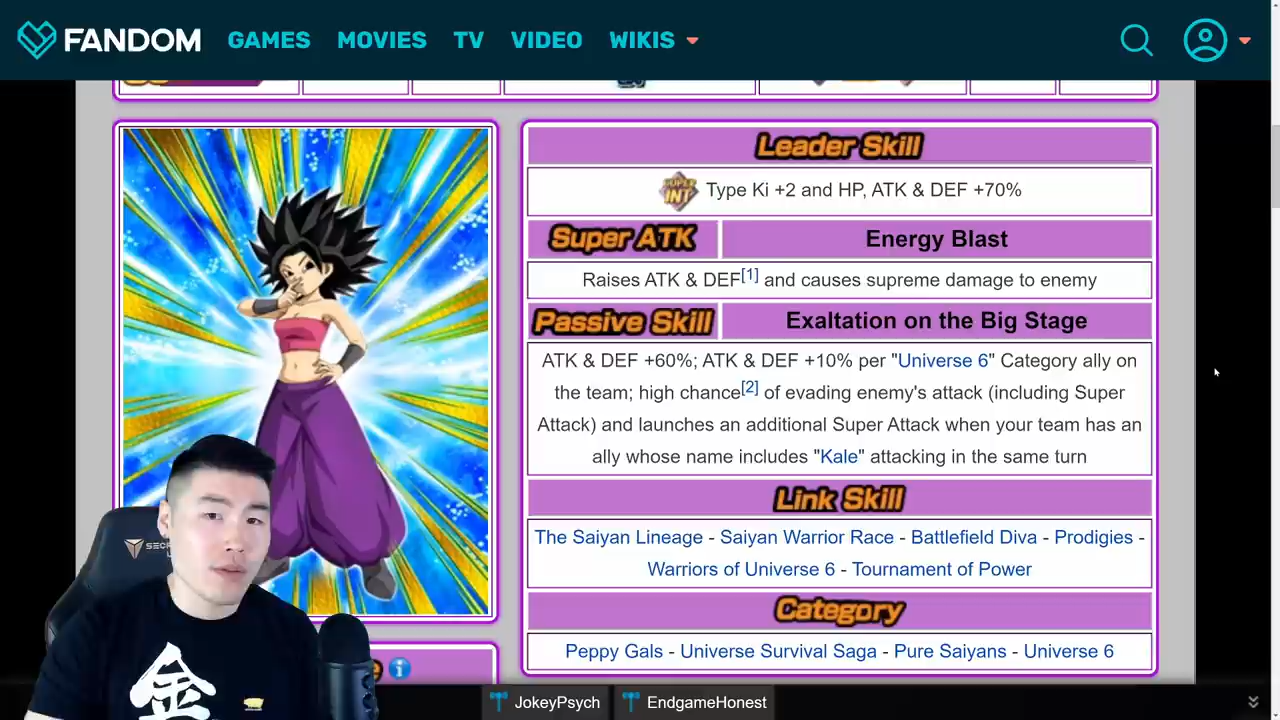 FANDOM GAMES MOVIES TV VIDEO WIKIS
Leader Skill
SUPER INT Type Ki +2 and HP, ATK & DEF +70%
Super ATK Energy Blast
Raises ATK & DEF[1] and causes supreme damage to enemy
Passive Skill Exaltation on the Big Stage
ATK & DEF +60%; ATK & DEF +10% per "Universe 6" Category ally on
the team; high chance[2] of evading enemy's attack (including Super
Attack) and launches an additional Super Attack when your team has an
ally whose name includes "Kale" attacking in the same turn
Link Skill
The Saiyan Lineage - Saiyan Warrior Race - Battlefield Diva - Prodigies -
Warriors of Universe 6 - Tournament of Power
Category
Peppy Gals - Universe Survival Saga - Pure Saiyans - Universe 6
金
JokeyPsych EndgameHonest